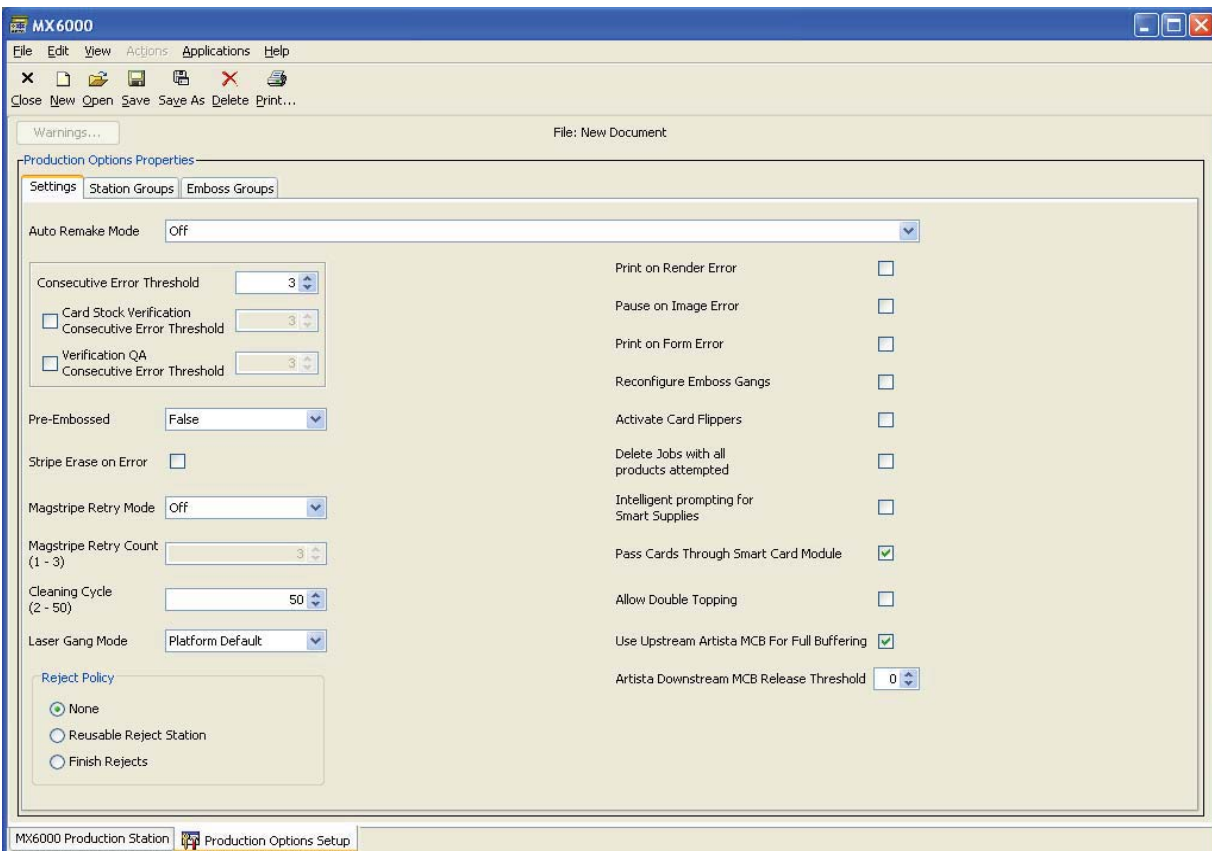 MX6000
File Edit View Actions Applications Help
Close New Open Save Save As Delete Print...
Warnings...
File: New Document
Production Options Properties
Settings Station Groups Emboss Groups
Auto Remake Mode Off
Consecutive Error Threshold 3
Card Stock Verification
Consecutive Error Threshold 3
Verification QA
Consecutive Error Threshold 3
Pre-Embossed False
Stripe Erase on Error
Magstripe Retry Mode Off
Magstripe Retry Count
(1 - 3) 3
Cleaning Cycle
(2 - 50) 50
Laser Gang Mode Platform Default
Reject Policy
None
Reusable Reject Station
Finish Rejects
Print on Render Error
Pause on Image Error
Print on Form Error
Reconfigure Emboss Gangs
Activate Card Flippers
Delete Jobs with all
products attempted
Intelligent prompting for
Smart Supplies
Pass Cards Through Smart Card Module
Allow Double Topping
Use Upstream Artista MCB For Full Buffering
Artista Downstream MCB Release Threshold 0
MX6000 Production Station Production Options Setup